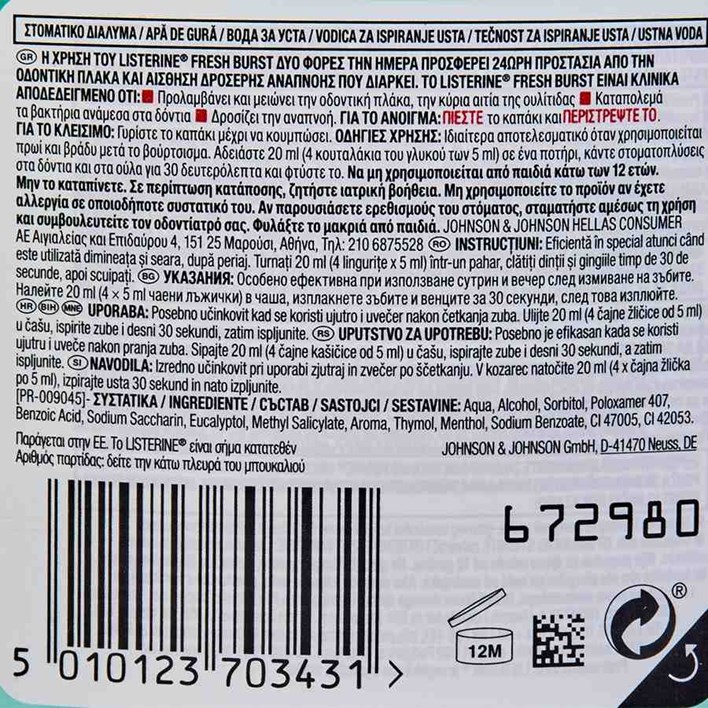 ΣΤΟΜΑΤΙΚΟ ΔΙΑΛΥΜΑ / APĂ DE GURĂ / ВОДА ЗА УСТА / VODICA ZA ISPIRANJE USTA / TEČNOST ZA ISPIRANJE USTA / USTNA VODA
GR Η ΧΡΗΣΗ ΤΟΥ LISTERINE® FRESH BURST ΔΥΟ ΦΟΡΕΣ ΤΗΝ ΗΜΕΡΑ ΠΡΟΣΦΕΡΕΙ 24ΩΡΗ ΠΡΟΣΤΑΣΙΑ ΑΠΟ ΤΗΝ
ΟΔΟΝΤΙΚΗ ΠΛΑΚΑ ΚΑΙ ΑΙΣΘΗΣΗ ΔΡΟΣΕΡΗΣ ΑΝΑΠΝΟΗΣ ΠΟΥ ΔΙΑΡΚΕΙ. ΤΟ LISTERINE® FRESH BURST ΕΙΝΑΙ ΚΛΙΝΙΚΑ
ΑΠΟΔΕΔΕΙΓΜΕΝΟ ΟΤΙ: Προλαμβάνει και μειώνει την οδοντική πλάκα, την κύρια αιτία της ουλίτιδας Καταπολεμά
τα βακτήρια ανάμεσα στα δόντια Δροσίζει την αναπνοή. ΓΙΑ ΤΟ ΑΝΟΙΓΜΑ: ΠΙΕΣΤΕ το καπάκι και ΠΕΡΙΣΤΡΕΨΤΕ ΤΟ.
ΓΙΑ ΤΟ ΚΛΕΙΣΙΜΟ: Γυρίστε το καπάκι μέχρι να κουμπώσει. ΟΔΗΓΙΕΣ ΧΡΗΣΗΣ: Ιδιαίτερα αποτελεσματικό όταν χρησιμοποιείται
πρωί και βράδυ μετά το βούρτσισμα. Αδειάστε 20 ml (4 κουταλάκια του γλυκού των 5 ml) σε ένα ποτήρι, κάντε στοματοπλύσεις
στα δόντια και στα ούλα για 30 δευτερόλεπτα και φτύστε το. Να μη χρησιμοποιείται από παιδιά κάτω των 12 ετών.
Μην το καταπίνετε. Σε περίπτωση κατάποσης, ζητήστε ιατρική βοήθεια. Μη χρησιμοποιείτε το προϊόν αν έχετε
αλλεργία σε οποιοδήποτε συστατικό του. Αν παρουσιάσετε ερεθισμούς του στόματος, σταματήστε αμέσως τη χρήση
και συμβουλευτείτε τον οδοντίατρό σας. Φυλάξτε το μακριά από παιδιά. JOHNSON & JOHNSON HELLAS CONSUMER
ΑΕ Αιγιαλείας και Επιδαύρου 4, 151 25 Μαρούσι, Αθήνα, Τηλ: 210 6875528 RO INSTRUCȚIUNI: Eficientă în special atunci când
este utilizată dimineața și seara, după periaj. Turnați 20 ml (4 lingurițe x 5 ml) într-un pahar, clătiți dinții și gingiile timp de 30 de
secunde, apoi scuipați. BG УКАЗАНИЯ: Особено ефективна при използване сутрин и вечер след измиване на зъбите.
Налейте 20 ml (4 × 5 ml чаени лъжички) в чаша, изплакнете зъбите и венците за 30 секунди, след това изплюйте.
HR BIH MNE UPORABA: Posebno učinkovit kad se koristi ujutro i uvečer nakon četkanja zuba. Ulijte 20 ml (4 čajne žličice od 5 ml)
u čašu, ispirite zube i desni 30 sekundi, zatim ispljunite. RS UPUTSTVO ZA UPOTREBU: Posebno je efikasan kada se koristi
ujutru i uveče nakon pranja zuba. Sipajte 20 ml (4 čajne kašičice od 5 ml) u čašu, ispirajte zube i desni 30 sekundi, a zatim
ispljunite. SI NAVODILA: Izredno učinkovit pri uporabi zjutraj in zvečer po ščetkanju. V kozarec natočite 20 ml (4 x čajna žlička
po 5 ml), izpirajte usta 30 sekund in nato izpljunite.
[PR-009045]- ΣΥΣΤΑΤΙΚΑ / INGREDIENTE / СЪСТАВ / SASTOJCI / SESTAVINE: Aqua, Alcohol, Sorbitol, Poloxamer 407,
Benzoic Acid, Sodium Saccharin, Eucalyptol, Methyl Salicylate, Aroma, Thymol, Menthol, Sodium Benzoate, CI 47005, CI 42053.
Παράγεται στην ΕΕ. Το LISTERINE® είναι σήμα κατατεθέν
JOHNSON & JOHNSON GmbH, D-41470 Neuss, DE
Αριθμός παρτίδας: δείτε την κάτω πλευρά του μπουκαλιού
672980
12M
®
5 010123 703431 >